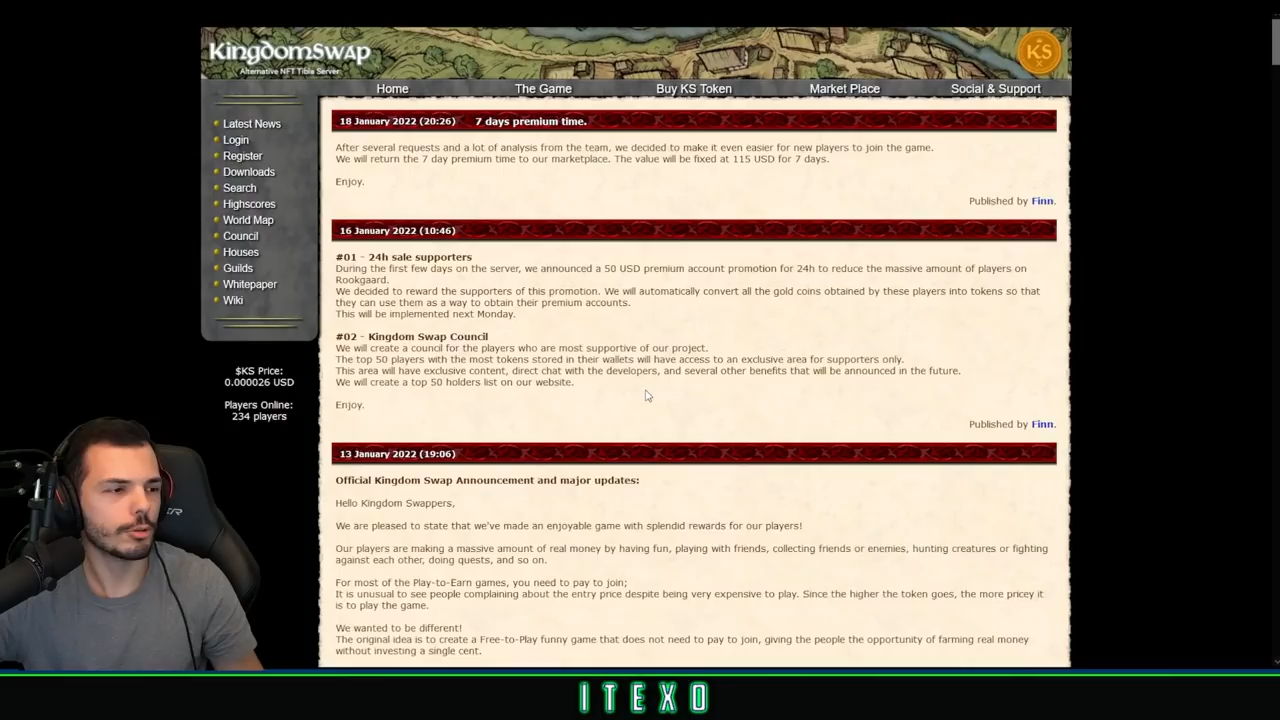 KingdomSwap
Alternative NFT Tibia Server
KS
Home
The Game
Buy KS Token
Market Place
Social & Support
Latest News
Login
Register
Downloads
Search
Highscores
World Map
Council
Houses
Guilds
Whitepaper
Wiki
$KS Price:
0.000026 USD
Players Online:
234 players
18 January 2022 (20:26) 7 days premium time.
After several requests and a lot of analysis from the team, we decided to make it even easier for new players to join the game.
We will return the 7 day premium time to our marketplace. The value will be fixed at 115 USD for 7 days.
Enjoy.
Published by Finn.
16 January 2022 (10:46)
#01 - 24h sale supporters
During the first few days on the server, we announced a 50 USD premium account promotion for 24h to reduce the massive amount of players on
Rookgaard.
We decided to reward the supporters of this promotion. We will automatically convert all the gold coins obtained by these players into tokens so that
they can use them as a way to obtain their premium accounts.
This will be implemented next Monday.
#02 - Kingdom Swap Council
We will create a council for the players who are most supportive of our project.
The top 50 players with the most tokens stored in their wallets will have access to an exclusive area for supporters only.
This area will have exclusive content, direct chat with the developers, and several other benefits that will be announced in the future.
We will create a top 50 holders list on our website.
Enjoy.
Published by Finn.
13 January 2022 (19:06)
Official Kingdom Swap Announcement and major updates:
Hello Kingdom Swappers,
We are pleased to state that we've made an enjoyable game with splendid rewards for our players!
Our players are making a massive amount of real money by having fun, playing with friends, collecting friends or enemies, hunting creatures or fighting
against each other, doing quests, and so on.
For most of the Play-to-Earn games, you need to pay to join;
It is unusual to see people complaining about the entry price despite being very expensive to play. Since the higher the token goes, the more pricey it
is to play the game.
We wanted to be different!
The original idea is to create a Free-to-Play funny game that does not need to pay to join, giving the people the opportunity of farming real money
without investing a single cent.
ITEXO